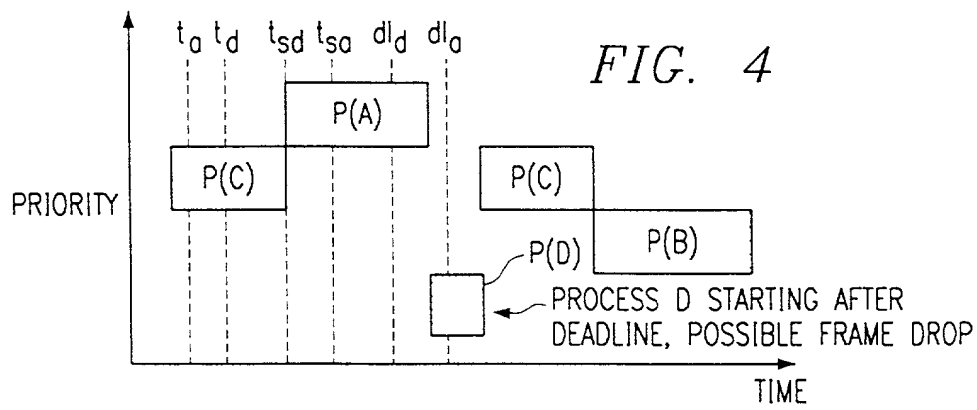 t_a t_d t_sd t_sa dl_d dl_a
FIG. 4
P(A)
P(C)
P(C)
PRIORITY
P(B)
P(D)
PROCESS D STARTING AFTER
DEADLINE, POSSIBLE FRAME DROP
TIME